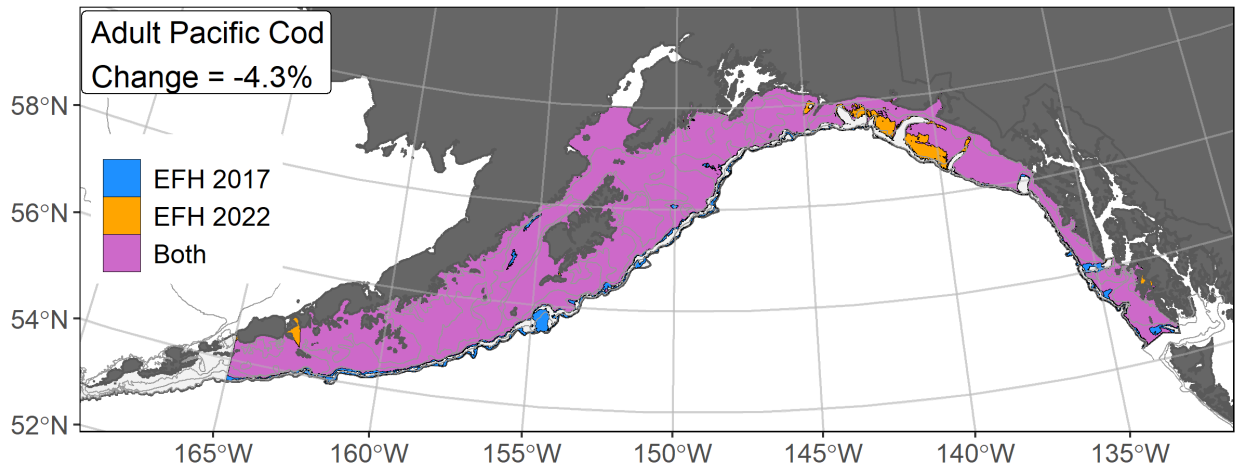 Adult Pacific Cod
Change = -4.3%
58°N
56°N
54°N
52°N
EFH 2017
EFH 2022
Both
165°W 160°W 155°W 150°W 145°W 140°W 135°W